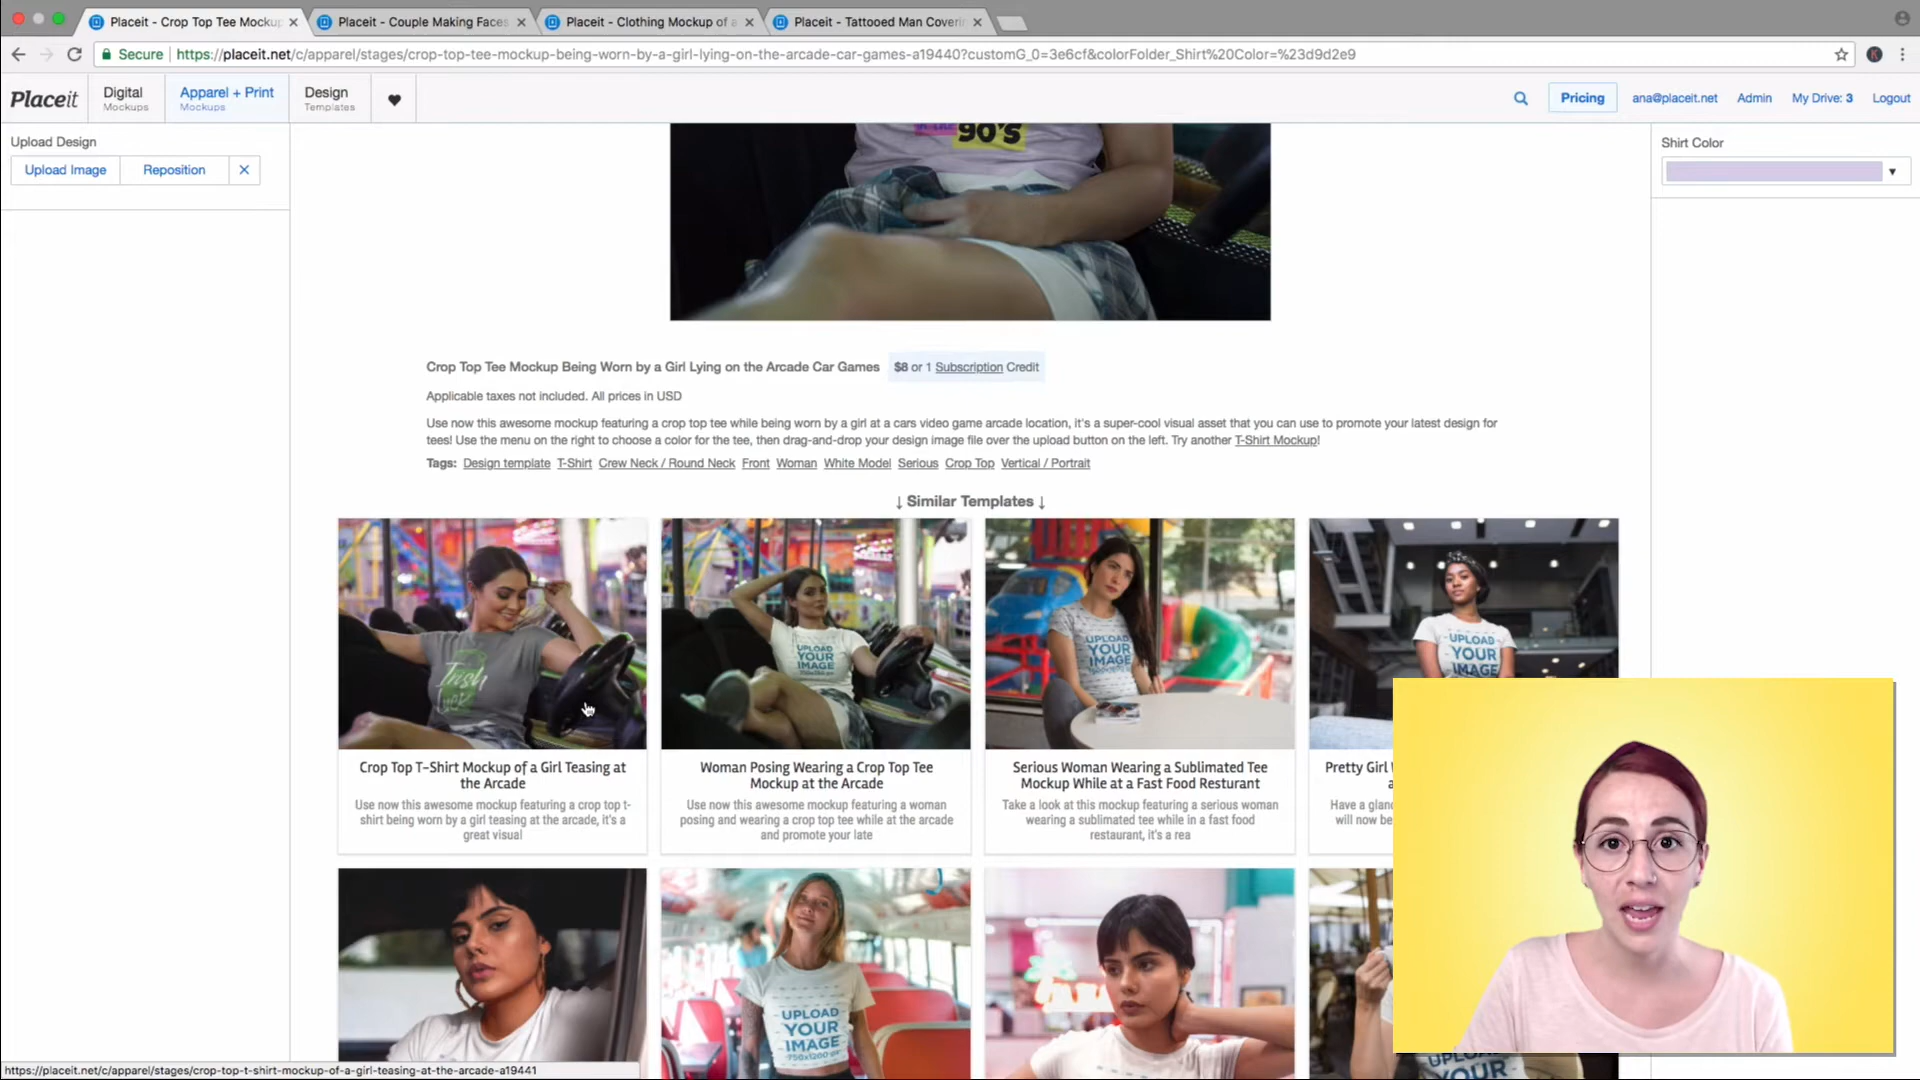 Placeit - Crop Top Tee Mockup
Placeit - Couple Making Faces
Placeit - Clothing Mockup of a
Placeit - Tattooed Man Coverin
Secure
https://placeit.net/c/apparel/stages/crop-top-tee-mockup-being-worn-by-a-girl-lying-on-the-arcade-car-games-a19440?customG_0=3e6cf&colorFolder_Shirt%20Color=%23d9d2e9
K
Placeit
Digital
Mockups
Apparel + Print
Mockups
Design
Templates
Pricing
ana@placeit.net
Admin
My Drive: 3
Logout
Upload Design
Upload Image
Reposition
Shirt Color
90's
Crop Top Tee Mockup Being Worn by a Girl Lying on the Arcade Car Games
$8 or 1 Subscription Credit
Applicable taxes not included. All prices in USD
Use now this awesome mockup featuring a crop top tee while being worn by a girl at a cars video game arcade location, it's a super-cool visual asset that you can use to promote your latest design for
tees! Use the menu on the right to choose a color for the tee, then drag-and-drop your design image file over the upload button on the left. Try another T-Shirt Mockup!
Tags: Design template T-Shirt Crew Neck / Round Neck Front Woman White Model Serious Crop Top Vertical / Portrait
↓ Similar Templates ↓
Irish
UPLOAD
YOUR
IMAGE
UPLOAD
YOUR
IMAGE
UPLOAD
YOUR
IMAGE
Crop Top T-Shirt Mockup of a Girl Teasing at
the Arcade
Use now this awesome mockup featuring a crop top t-
shirt being worn by a girl teasing at the arcade, it's a
great visual
Woman Posing Wearing a Crop Top Tee
Mockup at the Arcade
Use now this awesome mockup featuring a woman
posing and wearing a crop top tee while at the arcade
and promote your late
Serious Woman Wearing a Sublimated Tee
Mockup While at a Fast Food Resturant
Take a look at this mockup featuring a serious woman
wearing a sublimated tee while in a fast food
restaurant, it's a rea
Pretty Girl
Have a glan
will now be
UPLOAD
YOUR
IMAGE
UPLOAD
YOUR
https://placeit.net/c/apparel/stages/crop-top-t-shirt-mockup-of-a-girl-teasing-at-the-arcade-a19441